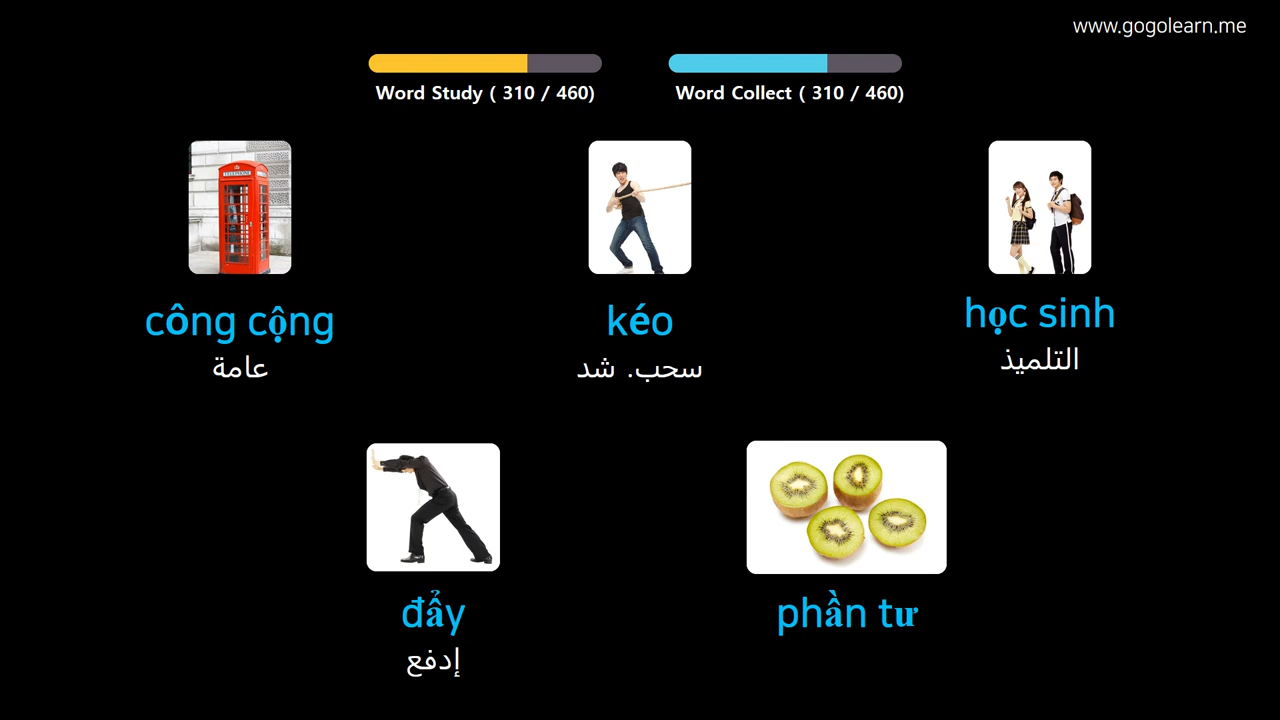 www.gogolearn.me
Word Study ( 310 / 460)
Word Collect ( 310 / 460)
TELEPHONE
công cộng
عامة
kéo
سحب. شد
học sinh
التلميذ
đẩy
إدفع
phần tư